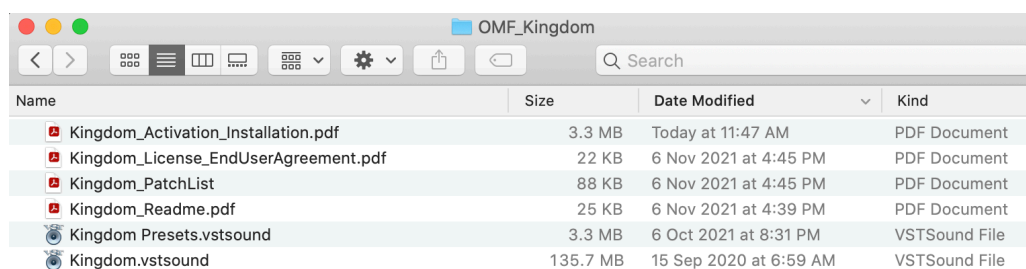 OMF_Kingdom
Search
Name Size Date Modified Kind
Kingdom_Activation_Installation.pdf 3.3 MB Today at 11:47 AM PDF Document
Kingdom_License_EndUserAgreement.pdf 22 KB 6 Nov 2021 at 4:45 PM PDF Document
Kingdom_PatchList 88 KB 6 Nov 2021 at 4:45 PM PDF Document
Kingdom_Readme.pdf 25 KB 6 Nov 2021 at 4:39 PM PDF Document
Kingdom Presets.vstsound 3.3 MB 6 Oct 2021 at 8:31 PM VSTSound File
Kingdom.vstsound 135.7 MB 15 Sep 2020 at 6:59 AM VSTSound File